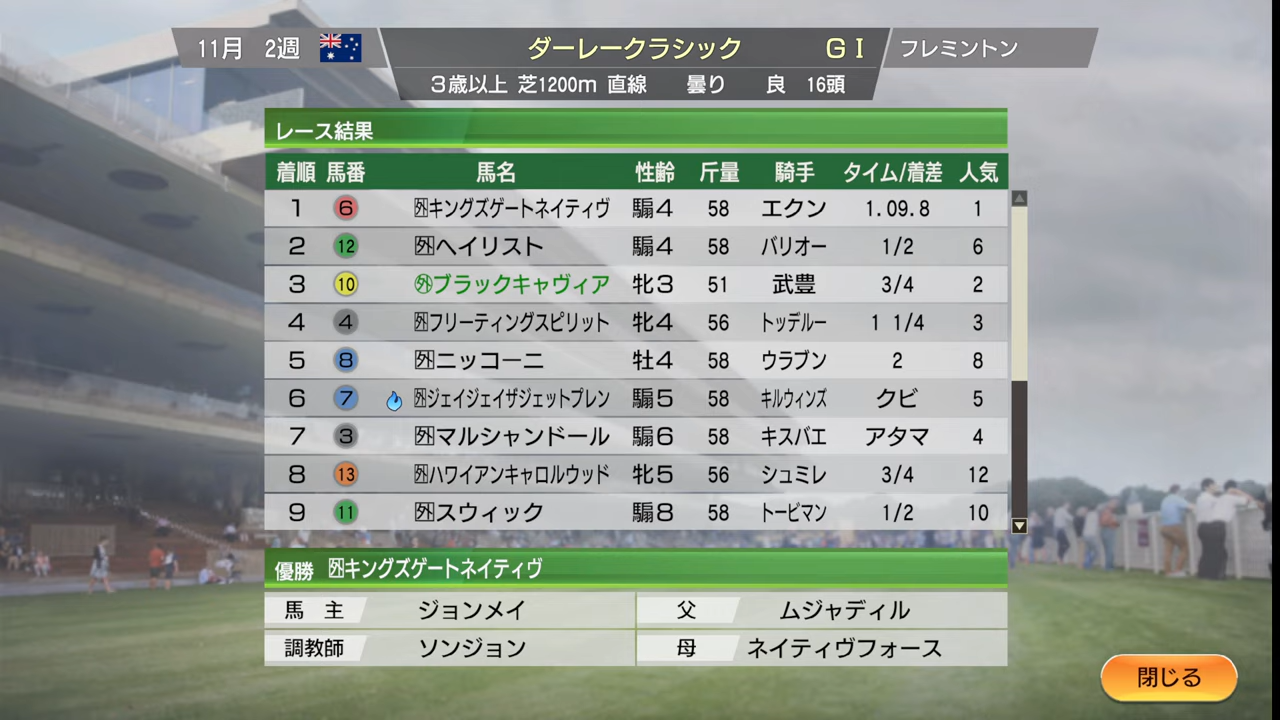 11月 2週 ダーレークラシック GⅠ フレミントン
3歳以上 芝1200m 直線 曇り 良 16頭
レース結果
着順 馬番 馬名 性齢 斤量 騎手 タイム/着差 人気
1 6 外キングズゲートネイティヴ 騸4 58 エクン 1.09.8 1
2 12 外ヘイリスト 騸4 58 バリオー 1/2 6
3 10 外ブラックキャヴィア 牝3 51 武豊 3/4 2
4 4 外フリーティングスピリット 牝4 56 トッデルー 1 1/4 3
5 8 外ニッコーニ 牡4 58 ウラブン 2 8
6 7 外ジェイジェイザジェットプレン 騸5 58 キルウィンズ クビ 5
7 3 外マルシャンドール 騸6 58 キスバエ アタマ 4
8 13 外ハワイアンキャロルウッド 牝5 56 シュミレ 3/4 12
9 11 外スウィック 騸8 58 トービマン 1/2 10
優勝 外キングズゲートネイティヴ
馬主 ジョンメイ 父 ムジャディル
調教師 ソンジョン 母 ネイティヴフォース
閉じる